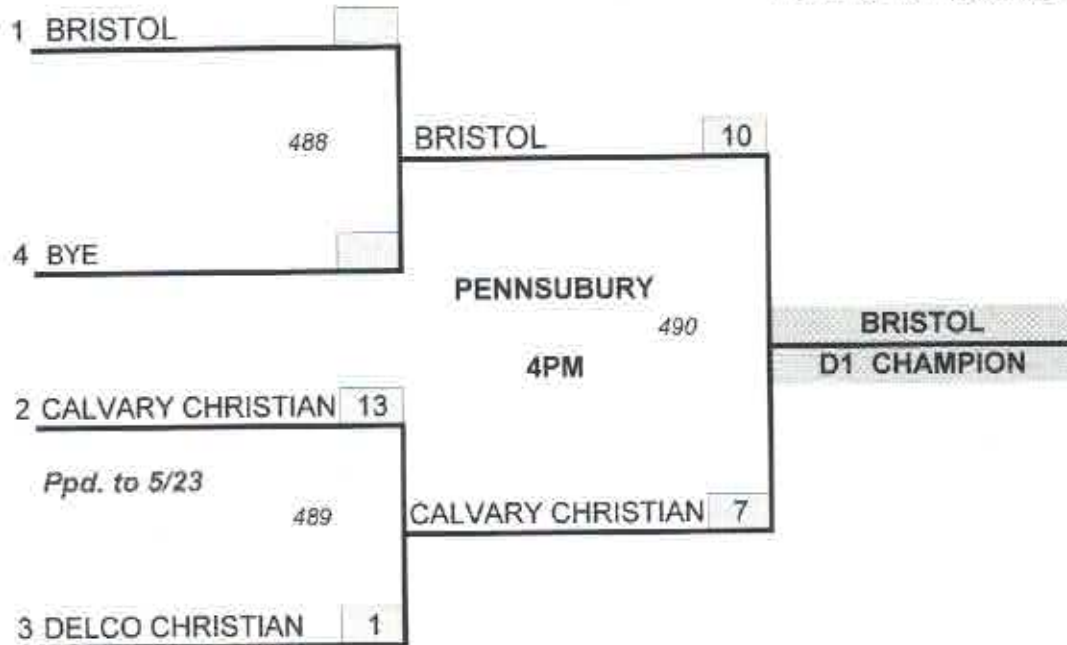 1 BRISTOL
488
4 BYE
BRISTOL 10
PENNSUBURY
490
4PM
BRISTOL
D1 CHAMPION
2 CALVARY CHRISTIAN 13
Ppd. to 5/23
489
CALVARY CHRISTIAN 7
3 DELCO CHRISTIAN 1